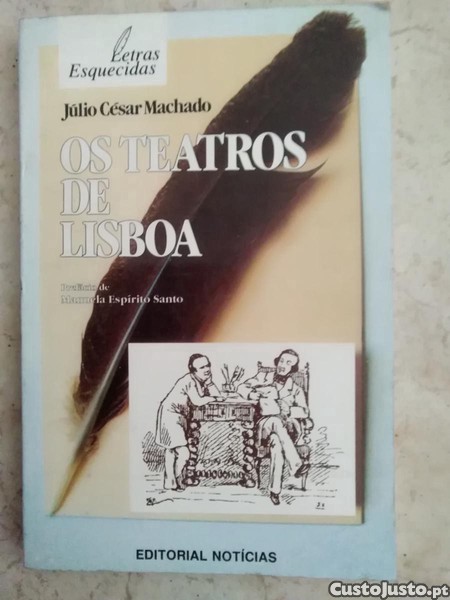 Letras
Esquecidas
Júlio César Machado
OS TEATROS
DE
LISBOA
Prefácio de
Manuela Espírito Santo
EDITORIAL NOTÍCIAS
CustoJusto.pt